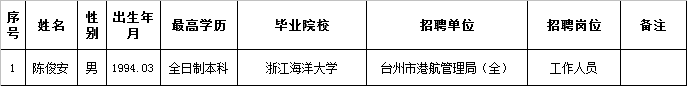 序号 姓名 性别 出生年月 最高学历 毕业院校 招聘单位 招聘岗位 备注
1 陈俊安 男 1994.03 全日制本科 浙江海洋大学 台州市港航管理局（全） 工作人员